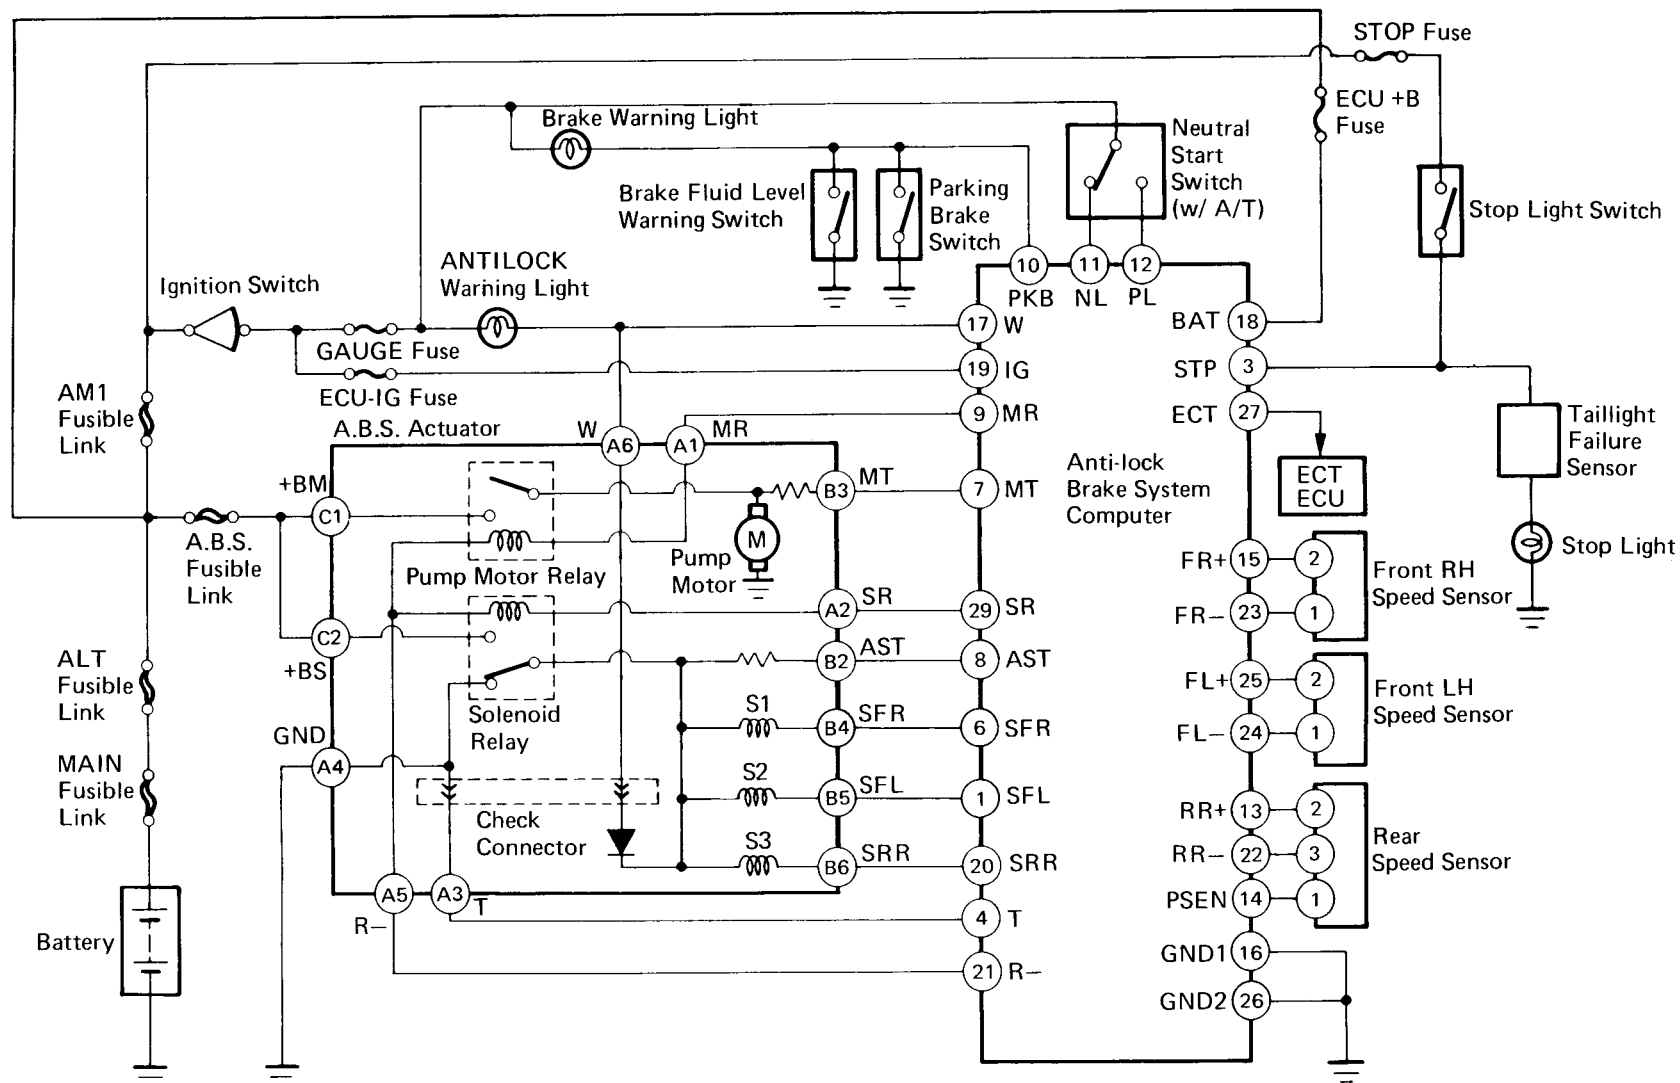 STOP Fuse
ECU +B
Fuse
Brake Warning Light
Neutral
Start
Switch
(w/ A/T)
Brake Fluid Level
Warning Switch
Parking
Brake
Switch
Stop Light Switch
ANTILOCK
Warning Light
Ignition Switch
10
11
12
PKB
NL
PL
GAUGE Fuse
17
W
BAT
18
ECU-IG Fuse
19
IG
STP
3
AM1
Fusible
Link
A.B.S. Actuator
W
A6
A1
MR
9
MR
ECT
27
Taillight
Failure
Sensor
ECT
ECU
Anti-lock
Brake System
Computer
+BM
C1
B3
MT
7
MT
A.B.S.
Fusible
Link
M
Pump
Motor
Pump Motor Relay
Stop Light
FR+
15
2
FR−
23
1
Front RH
Speed Sensor
A2
SR
29
SR
C2
+BS
B2
AST
8
AST
ALT
Fusible
Link
FL+
25
2
FL−
24
1
Front LH
Speed Sensor
Solenoid
Relay
S1
B4
SFR
6
SFR
GND
A4
MAIN
Fusible
Link
S2
B5
SFL
1
SFL
Check
Connector
S3
B6
SRR
20
SRR
RR+
13
2
RR−
22
3
PSEN
14
1
Rear
Speed Sensor
A5
A3
T
R−
4
T
Battery
21
R−
GND1
16
GND2
26